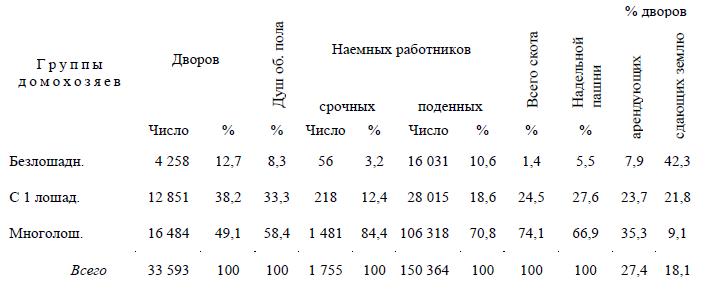 % дворов
Группы домохозяев
Дворов
Душ об. пола
Наемных работников
Всего скота
Надельной пашни
арендующих
сдающих землю
срочных
поденных
Число % % Число % Число % % %
Безлошадн. 4 258 12,7 8,3 56 3,2 16 031 10,6 1,4 5,5 7,9 42,3
С 1 лошад. 12 851 38,2 33,3 218 12,4 28 015 18,6 24,5 27,6 23,7 21,8
Многолош. 16 484 49,1 58,4 1 481 84,4 106 318 70,8 74,1 66,9 35,3 9,1
Всего 33 593 100 100 1 755 100 150 364 100 100 100 27,4 18,1